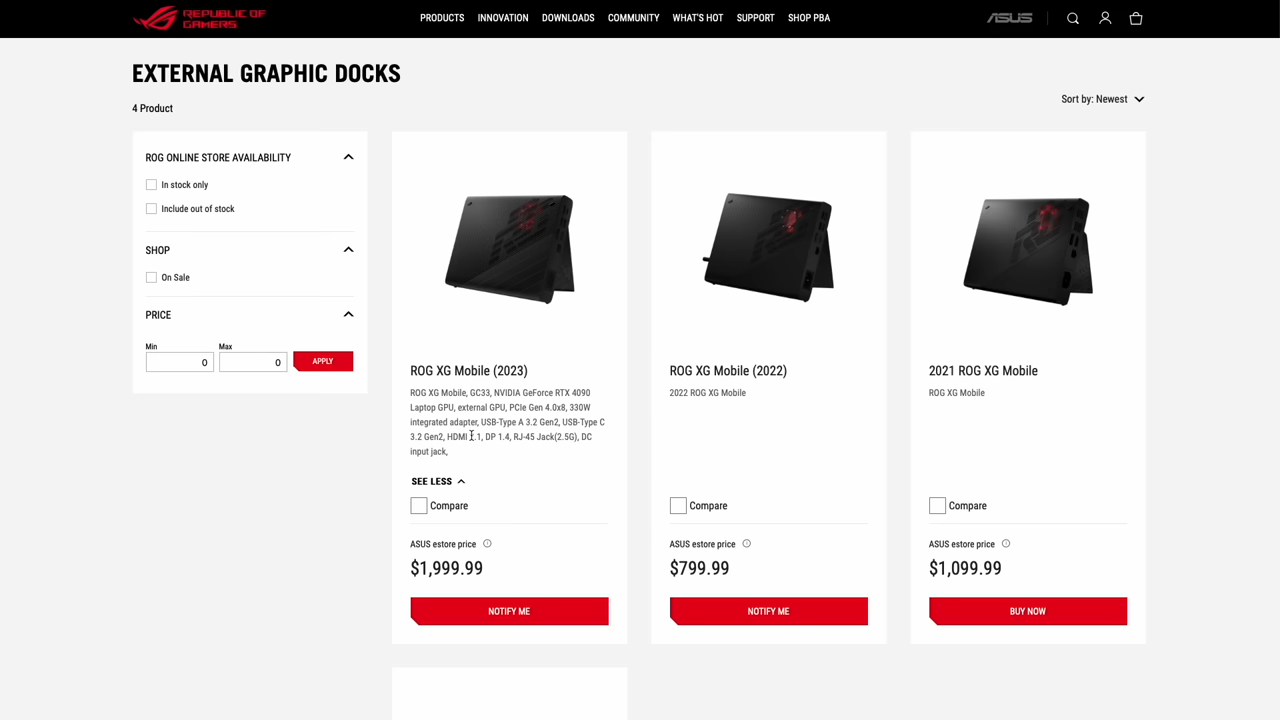 REPUBLIC OF
GAMERS
PRODUCTS INNOVATION DOWNLOADS COMMUNITY WHAT'S HOT SUPPORT SHOP PBA
ASUS
EXTERNAL GRAPHIC DOCKS
4 Product
Sort by: Newest
ROG ONLINE STORE AVAILABILITY
In stock only
Include out of stock
SHOP
On Sale
PRICE
Min Max
0 0 APPLY
ROG XG Mobile (2023)
ROG XG Mobile, GC33, NVIDIA GeForce RTX 4090
Laptop GPU, external GPU, PCIe Gen 4.0x8, 330W
integrated adapter, USB-Type A 3.2 Gen2, USB-Type C
3.2 Gen2, HDMI .1, DP 1.4, RJ-45 Jack(2.5G), DC
input jack,
SEE LESS
Compare
ASUS estore price
$1,999.99
NOTIFY ME
ROG XG Mobile (2022)
2022 ROG XG Mobile
Compare
ASUS estore price
$799.99
NOTIFY ME
2021 ROG XG Mobile
ROG XG Mobile
Compare
ASUS estore price
$1,099.99
BUY NOW